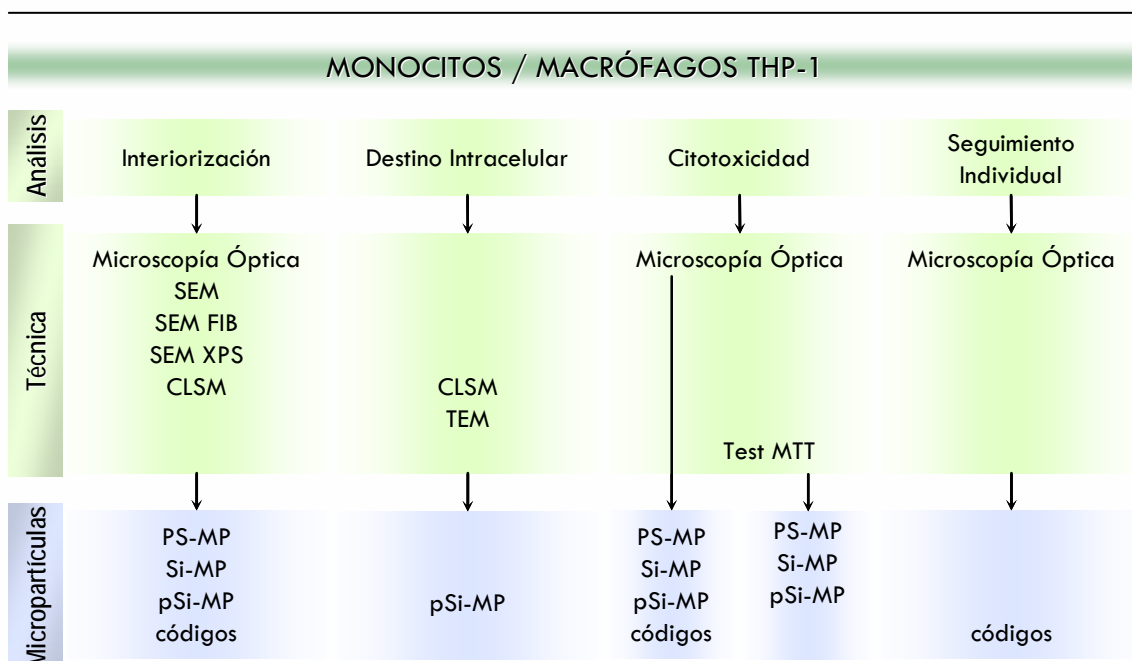 MONOCITOS / MACRÓFAGOS THP-1
Análisis
Interiorización
Destino Intracelular
Citotoxicidad
Seguimiento
Individual
Técnica
Microscopía Óptica
SEM
SEM FIB
SEM XPS
CLSM
CLSM
TEM
Microscopía Óptica
Test MTT
Microscopía Óptica
Micropartículas
PS-MP
Si-MP
pSi-MP
códigos
pSi-MP
PS-MP
Si-MP
pSi-MP
códigos
PS-MP
Si-MP
pSi-MP
códigos